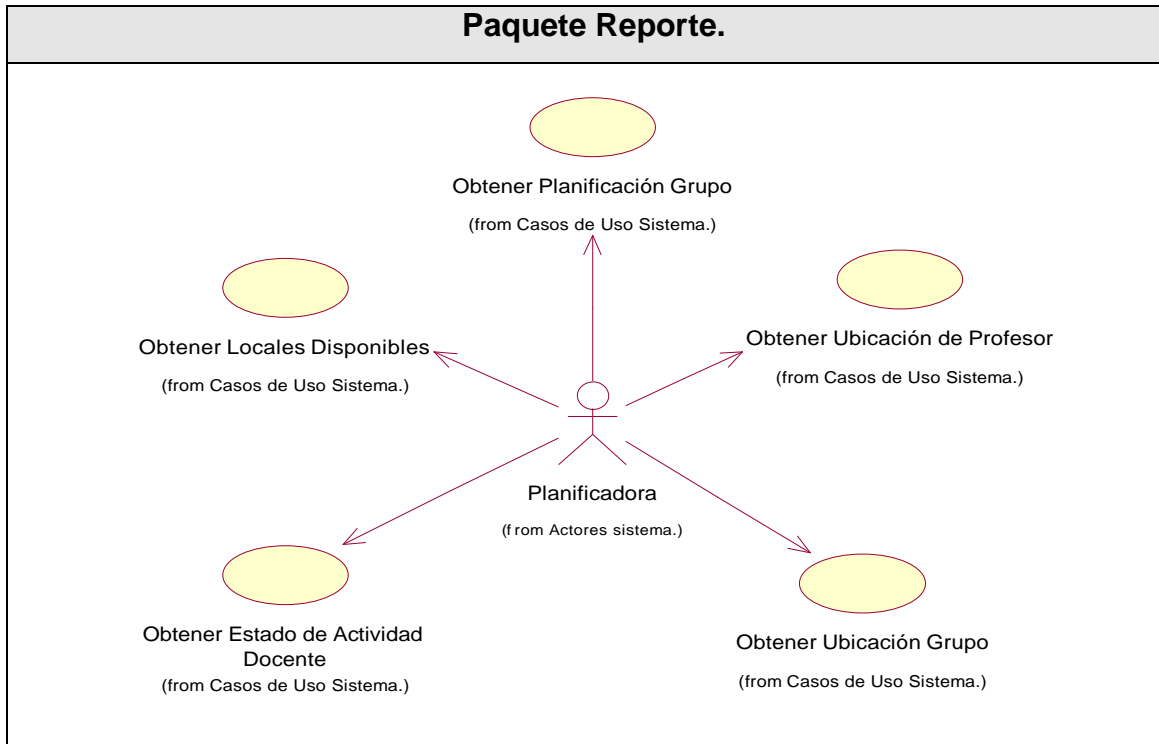 Paquete Reporte.
Obtener Planificación Grupo
(from Casos de Uso Sistema.)
Obtener Locales Disponibles
(from Casos de Uso Sistema.)
Obtener Ubicación de Profesor
(from Casos de Uso Sistema.)
Planificadora
(from Actores sistema.)
Obtener Estado de Actividad
Docente
(from Casos de Uso Sistema.)
Obtener Ubicación Grupo
(from Casos de Uso Sistema.)